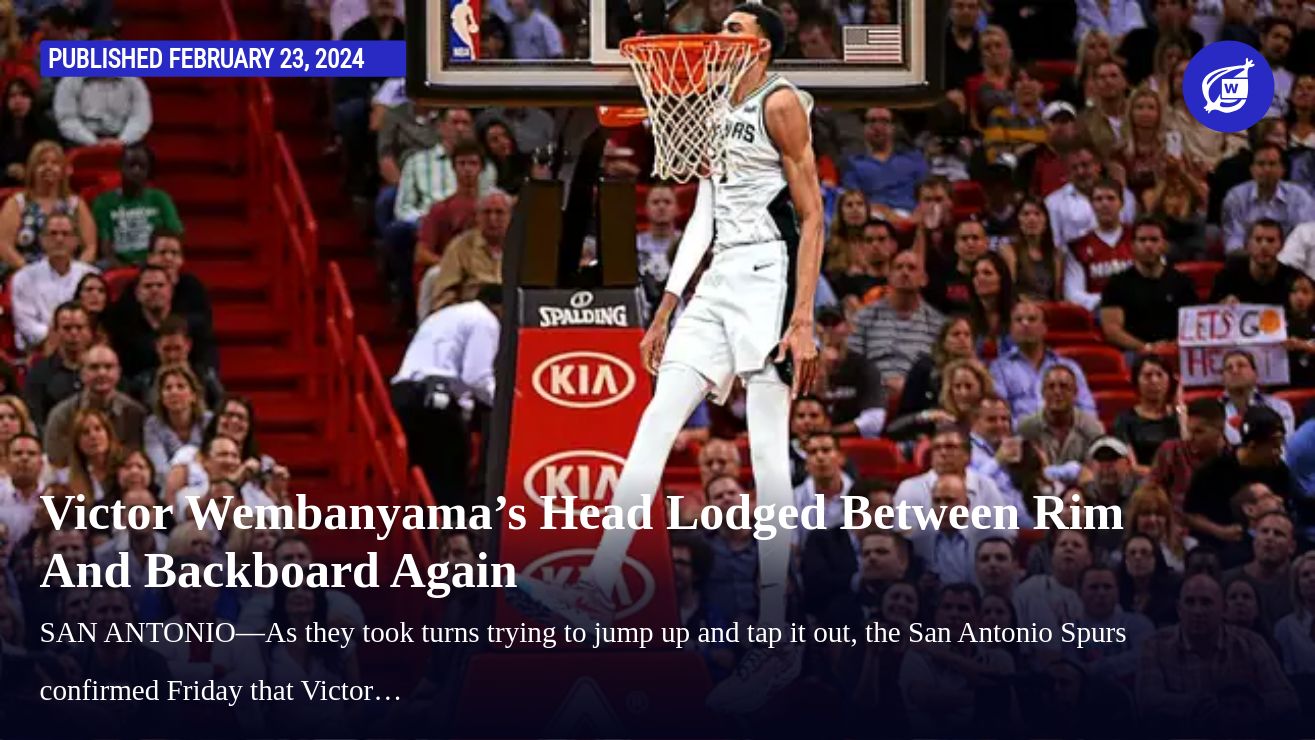 PUBLISHED FEBRUARY 23, 2024
NBA
W
SPALDING
KIA
KIA
LETS GO
HEAT
Victor Wembanyama’s Head Lodged Between Rim
And Backboard Again
SAN ANTONIO—As they took turns trying to jump up and tap it out, the San Antonio Spurs
confirmed Friday that Victor…